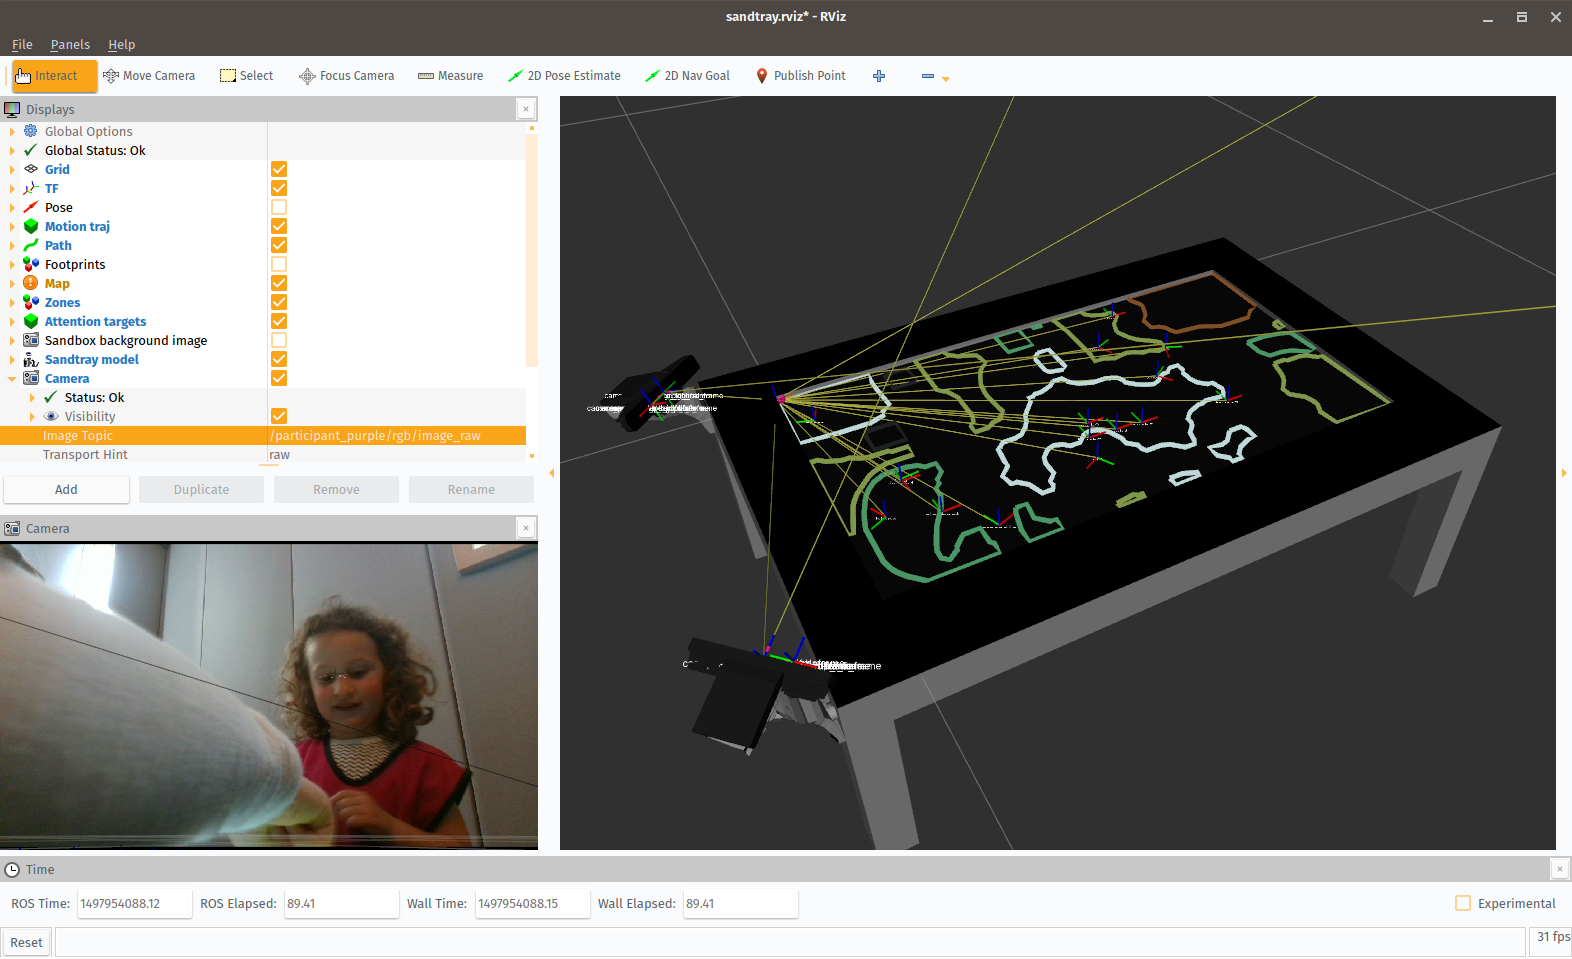 sandtray.rviz* - RViz
File Panels Help
Interact Move Camera Select Focus Camera Measure 2D Pose Estimate 2D Nav Goal Publish Point
Displays
Global Options
Global Status: Ok
Grid
TF
Pose
Motion traj
Path
Footprints
Map
Zones
Attention targets
Sandbox background image
Sandtray model
Camera
Status: Ok
Visibility
Image Topic /participant_purple/rgb/image_raw
Transport Hint raw
Add Duplicate Remove Rename
Camera
Time
ROS Time: 1497954088.12 ROS Elapsed: 89.41 Wall Time: 1497954088.15 Wall Elapsed: 89.41 Experimental
Reset 31 fps